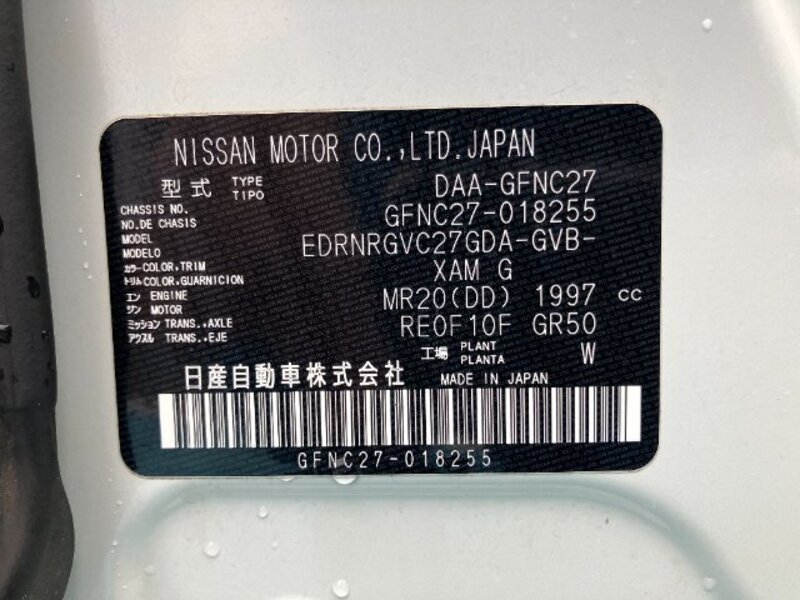 NISSAN MOTOR CO.,LTD.JAPAN
型式 TYPE TIPO DAA-GFNC27
CHASSIS NO. NO.DE CHASIS GFNC27-018255
MODEL MODELO EDRNRGVC27GDA-GVB-
カラー COLOR,TRIM トリム COLOR,GUARNICION XAM G
エンジン ENGINE MOTOR MR20(DD) 1997 CC
ミッション TRANS.,AXLE アクスル TRANS.,EJE RE0F10F GR50
工場 PLANT PLANTA W
日産自動車株式会社 MADE IN JAPAN
GFNC27-018255